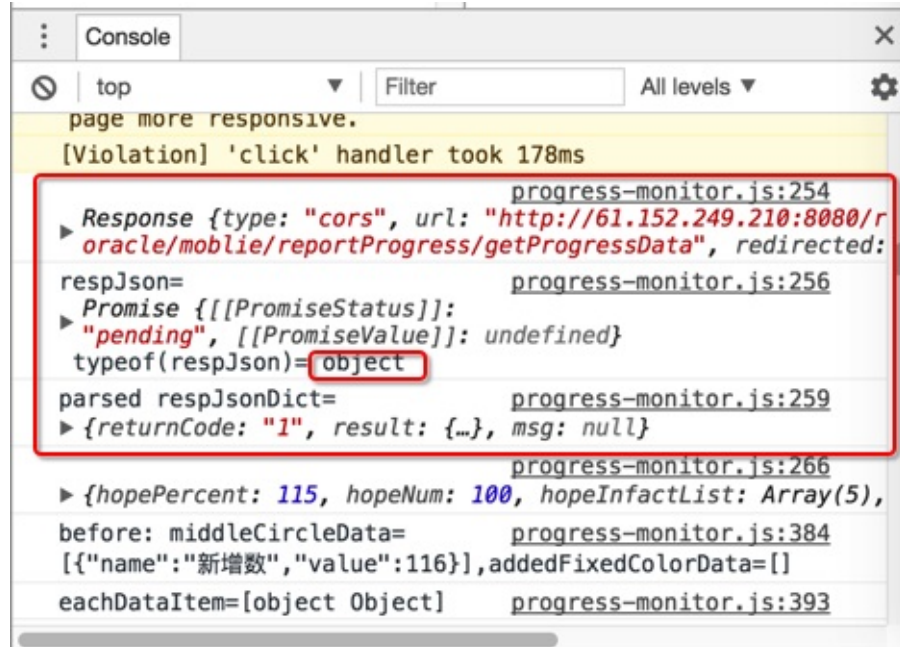 Console
top Filter All levels
page more responsive.
[Violation] 'click' handler took 178ms
progress-monitor.js:254
Response {type: "cors", url: "http://61.152.249.210:8080/r
oracle/moblie/reportProgress/getProgressData", redirected:
respJson= progress-monitor.js:256
Promise {[[PromiseStatus]]:
"pending", [[PromiseValue]]: undefined}
typeof(respJson)= object
parsed respJsonDict= progress-monitor.js:259
{returnCode: "1", result: {…}, msg: null}
progress-monitor.js:266
{hopePercent: 115, hopeNum: 100, hopeInfactList: Array(5),
before: middleCircleData= progress-monitor.js:384
[{"name":"新增数","value":116}],addedFixedColorData=[]
eachDataItem=[object Object] progress-monitor.js:393